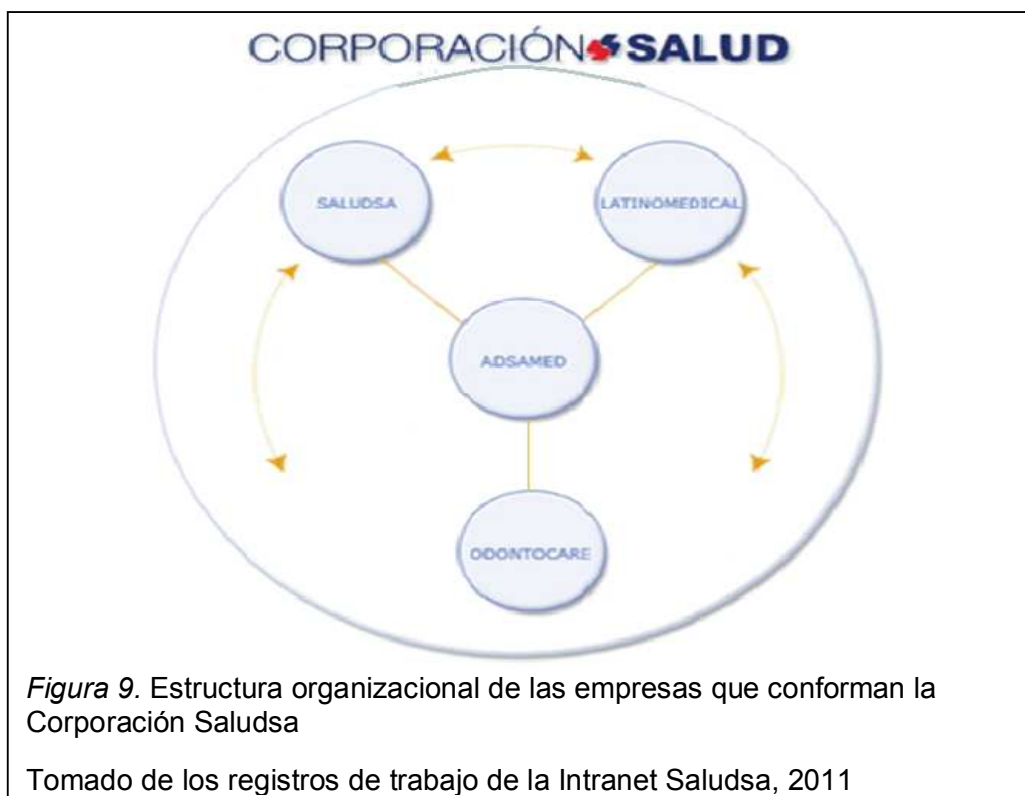 CORPORACIÓN SALUD
SALUDSA
LATINOMEDICAL
ADSAMED
ODONTOCARE
Figura 9. Estructura organizacional de las empresas que conforman la
Corporación Saludsa
Tomado de los registros de trabajo de la Intranet Saludsa, 2011